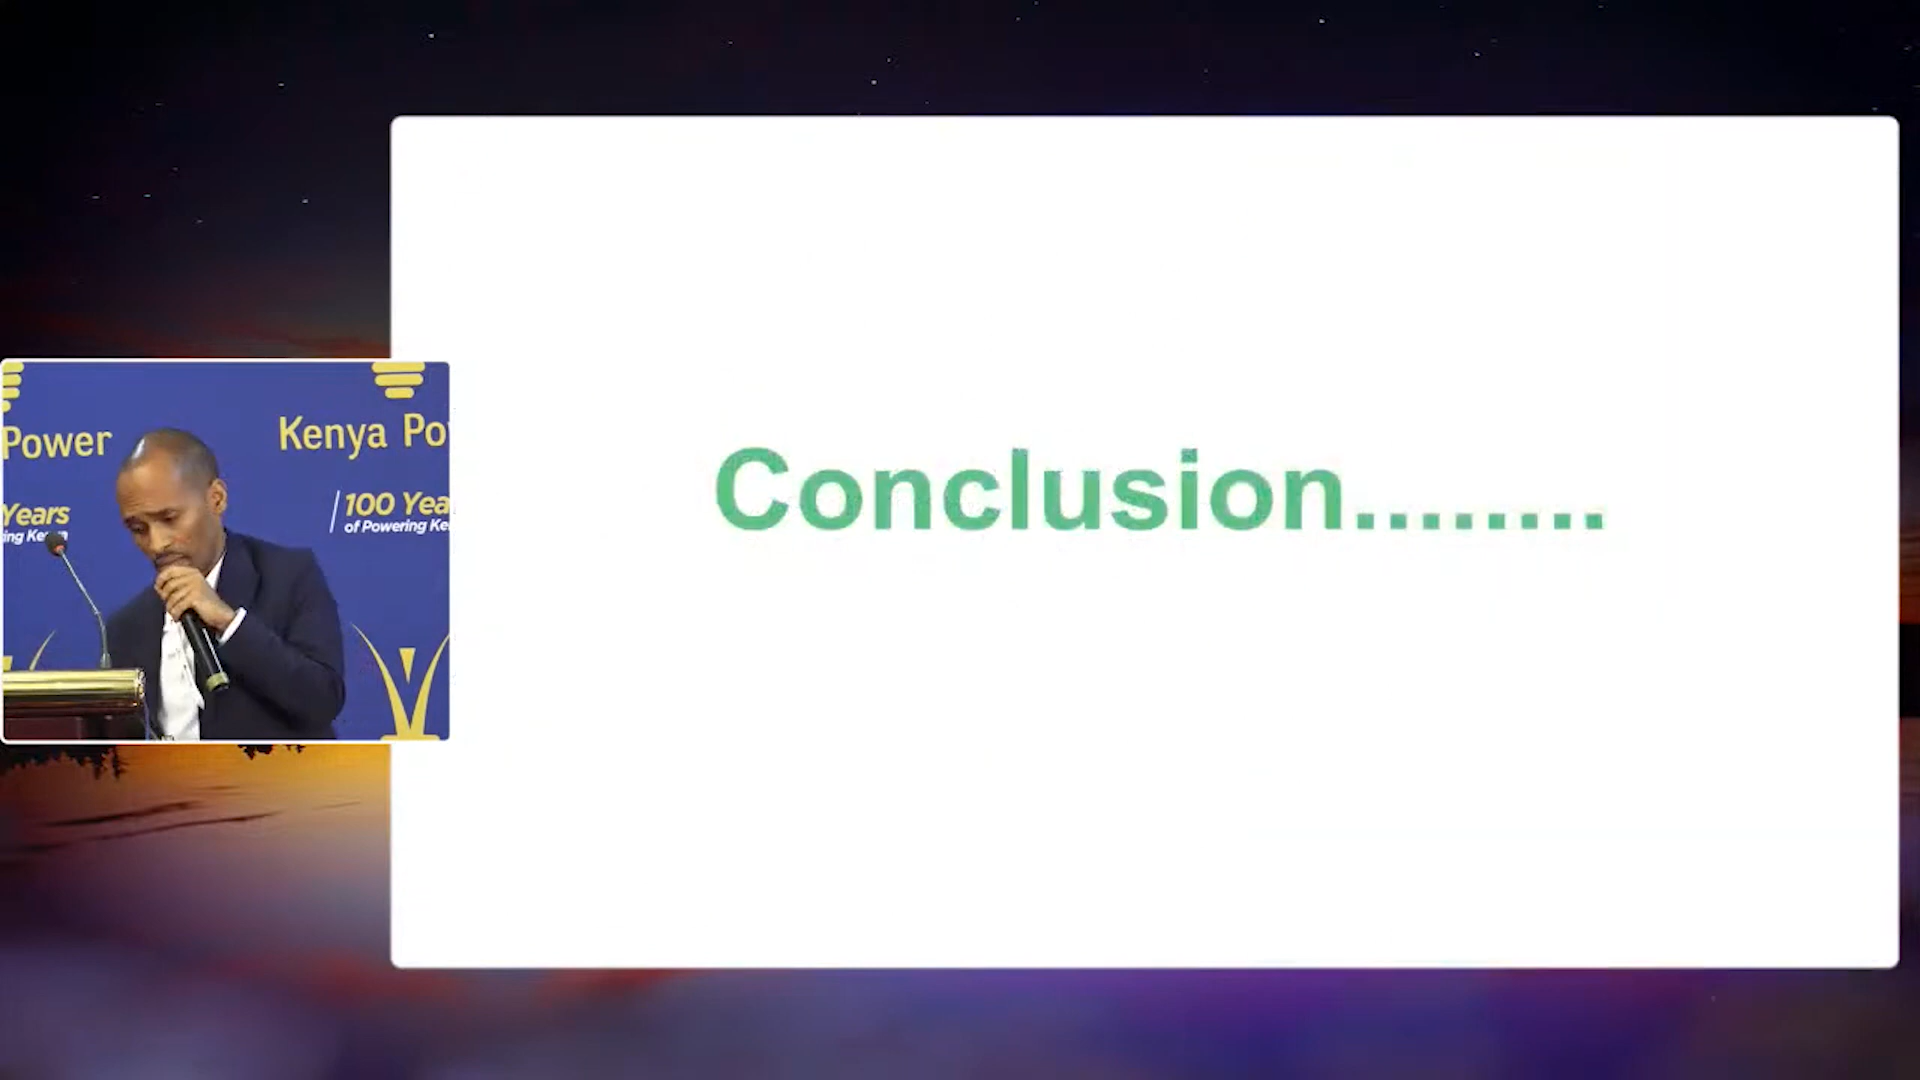 Conclusion........
Power
Kenya Po
Years
100 Yea
of Powering Ke